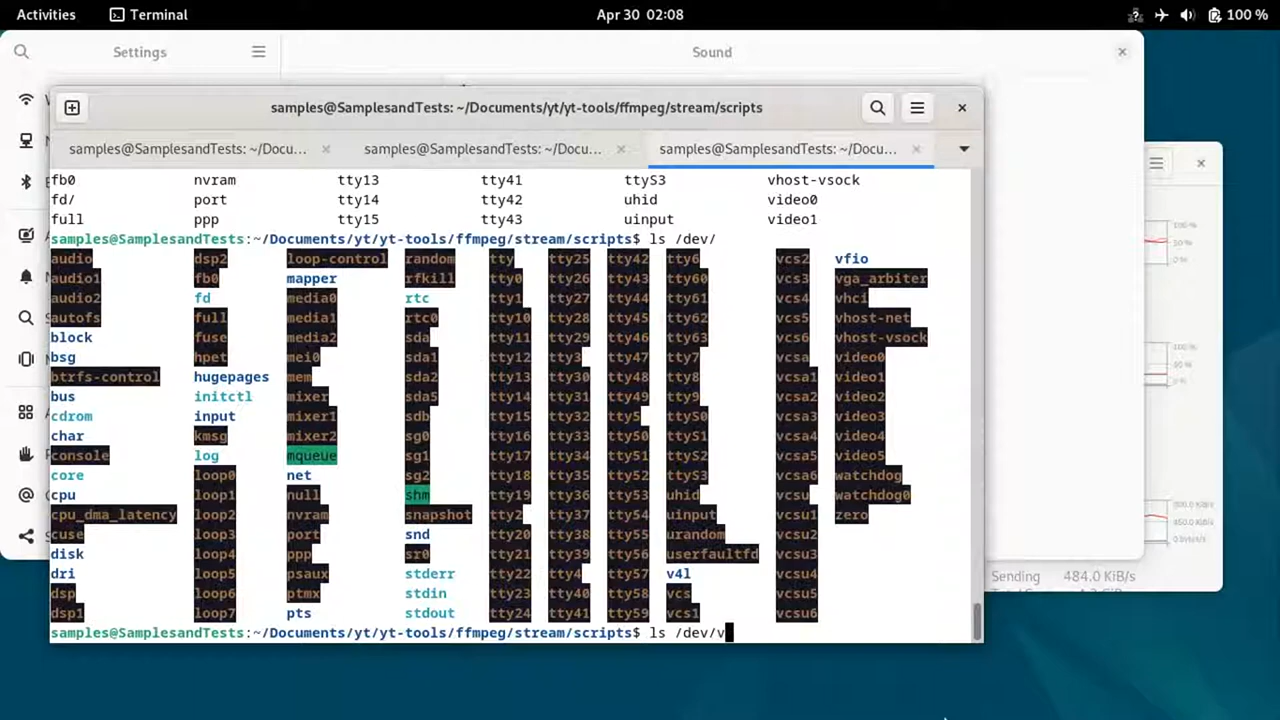 Activities Terminal Apr 30 02:08 100 %
Settings Sound
samples@SamplesandTests: ~/Documents/yt/yt-tools/ffmpeg/stream/scripts
samples@SamplesandTests: ~/Docu... samples@SamplesandTests: ~/Docu... samples@SamplesandTests: ~/Docu...
fb0 nvram tty13 tty41 ttyS3 vhost-vsock
fd/ port tty14 tty42 uhid video0
full ppp tty15 tty43 uinput video1
samples@SamplesandTests:~/Documents/yt/yt-tools/ffmpeg/stream/scripts$ ls /dev/
audio dsp2 loop-control random tty tty25 tty42 tty6 vcs2 vfio
audio1 fb0 mapper rfkill tty0 tty26 tty43 tty60 vcs3 vga_arbiter
audio2 fd media0 rtc tty1 tty27 tty44 tty61 vcs4 vhci
autofs full media1 rtc0 tty10 tty28 tty45 tty62 vcs5 vhost-net
block fuse media2 sda tty11 tty29 tty46 tty63 vcs6 vhost-vsock
bsg hpet mei0 sda1 tty12 tty3 tty47 tty7 vcsa video0
btrfs-control hugepages mem sda2 tty13 tty30 tty48 tty8 vcsa1 video1
bus initctl mixer sda5 tty14 tty31 tty49 tty9 vcsa2 video2
cdrom input mixer1 sdb tty15 tty32 tty5 ttyS0 vcsa3 video3
char kmsg mixer2 sg0 tty16 tty33 tty50 ttyS1 vcsa4 video4
console log mqueue sg1 tty17 tty34 tty51 ttyS2 vcsa5 video5
core loop0 net sg2 tty18 tty35 tty52 ttyS3 vcsa6 watchdog
cpu loop1 null shm tty19 tty36 tty53 uhid vcsu watchdog0
cpu_dma_latency loop2 nvram snapshot tty2 tty37 tty54 uinput vcsu1 zero
cuse loop3 port snd tty20 tty38 tty55 urandom vcsu2
disk loop4 ppp sr0 tty21 tty39 tty56 userfaultfd vcsu3
dri loop5 psaux stderr tty22 tty4 tty57 v4l vcsu4
dsp loop6 ptmx stdin tty23 tty40 tty58 vcs vcsu5
dsp1 loop7 pts stdout tty24 tty41 tty59 vcs1 vcsu6
samples@SamplesandTests:~/Documents/yt/yt-tools/ffmpeg/stream/scripts$ ls /dev/v
100 %
50 %
0 %
100 %
50 %
0 %
0 bytes/s
Sending 484.0 KiB/s